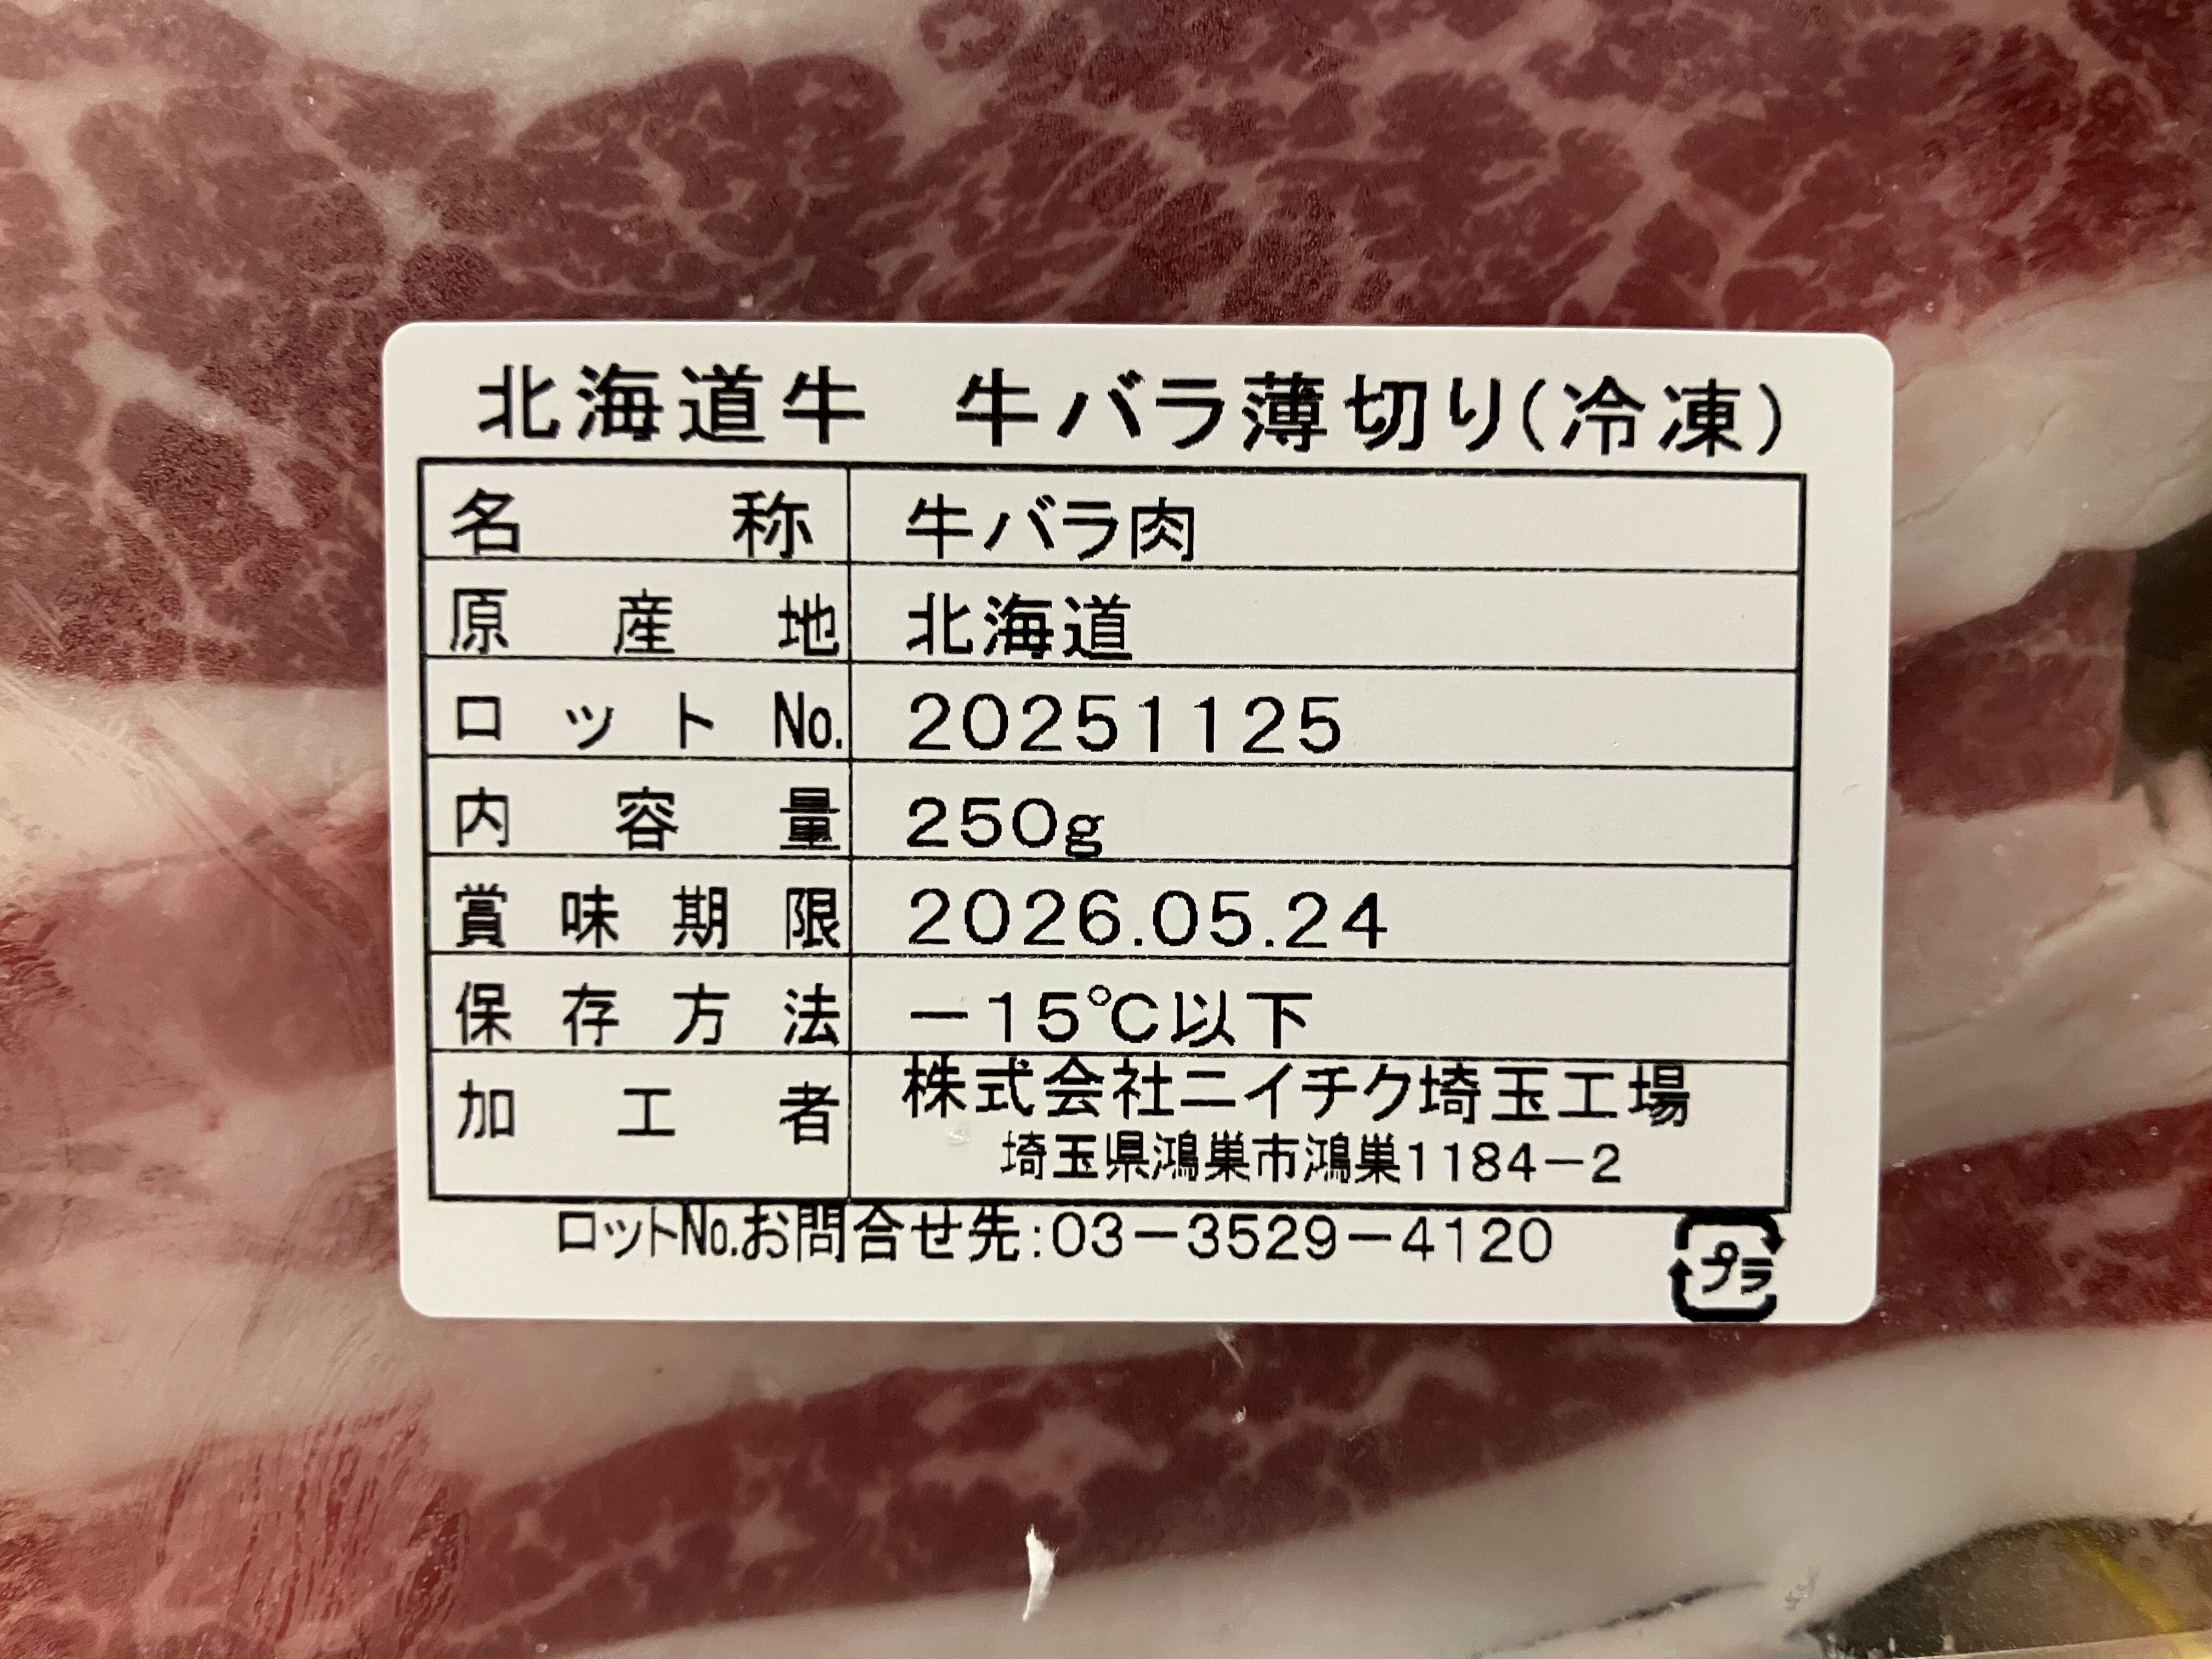 北海道牛　牛バラ薄切り(冷凍)
名称 牛バラ肉
原産地 北海道
ロットNo. 20251125
内容量 250g
賞味期限 2026.05.24
保存方法 －15℃以下
加工者 株式会社ニイチク埼玉工場
埼玉県鴻巣市鴻巣1184－2
ロットNo.お問合せ先:03－3529－4120
プラ